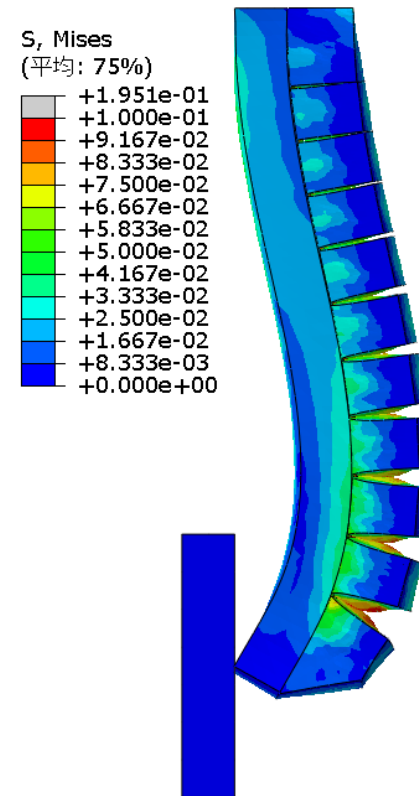 S, Mises
(平均: 75%)
+1.951e-01
+1.000e-01
+9.167e-02
+8.333e-02
+7.500e-02
+6.667e-02
+5.833e-02
+5.000e-02
+4.167e-02
+3.333e-02
+2.500e-02
+1.667e-02
+8.333e-03
+0.000e+00